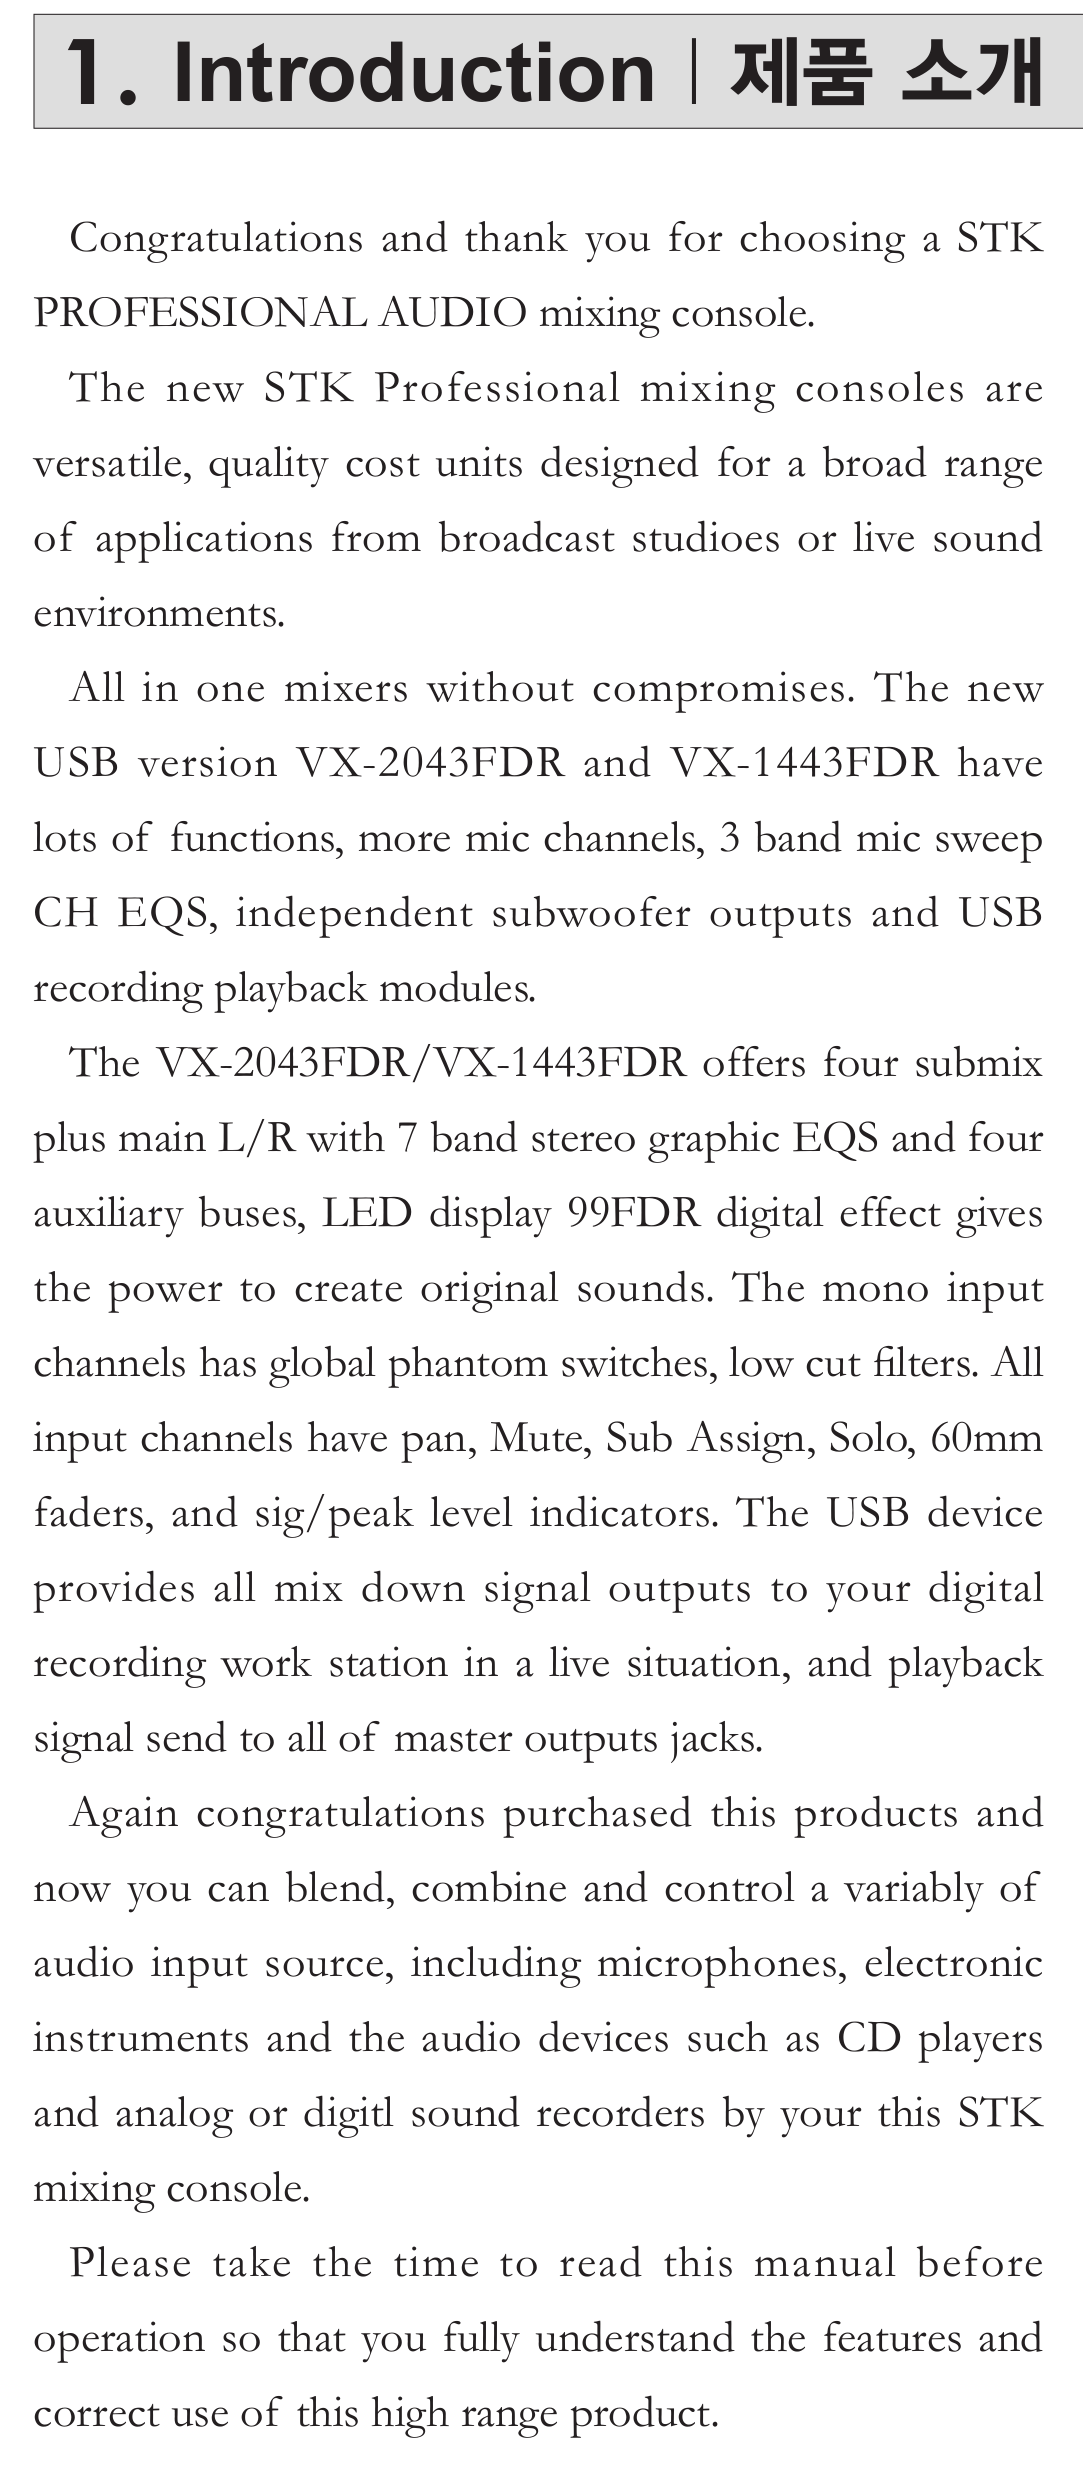 1. Introduction | 제품 소개
Congratulations and thank you for choosing a STK
PROFESSIONAL AUDIO mixing console.
The new STK Professional mixing consoles are
versatile, quality cost units designed for a broad range
of applications from broadcast studioes or live sound
environments.
All in one mixers without compromises. The new
USB version VX-2043FDR and VX-1443FDR have
lots of functions, more mic channels, 3 band mic sweep
CH EQS, independent subwoofer outputs and USB
recording playback modules.
The VX-2043FDR/VX-1443FDR offers four submix
plus main L/R with 7 band stereo graphic EQS and four
auxiliary buses, LED display 99FDR digital effect gives
the power to create original sounds. The mono input
channels has global phantom switches, low cut filters. All
input channels have pan, Mute, Sub Assign, Solo, 60mm
faders, and sig/peak level indicators. The USB device
provides all mix down signal outputs to your digital
recording work station in a live situation, and playback
signal send to all of master outputs jacks.
Again congratulations purchased this products and
now you can blend, combine and control a variably of
audio input source, including microphones, electronic
instruments and the audio devices such as CD players
and analog or digitl sound recorders by your this STK
mixing console.
Please take the time to read this manual before
operation so that you fully understand the features and
correct use of this high range product.